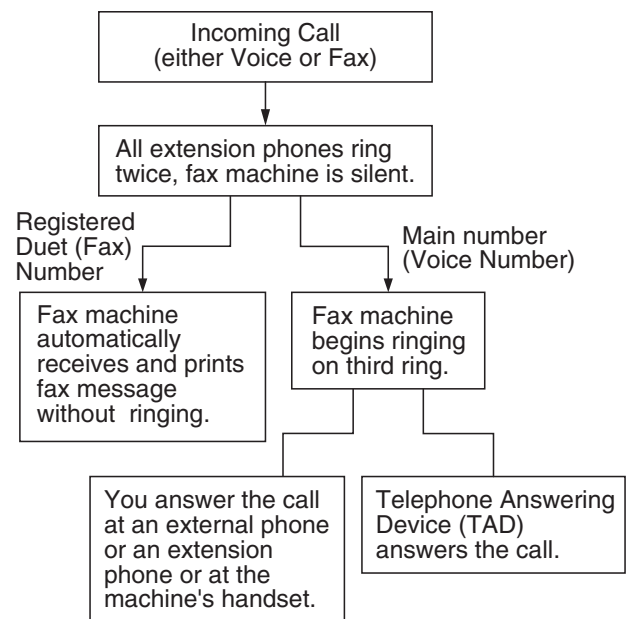 Incoming Call
(either Voice or Fax)
All extension phones ring
twice, fax machine is silent.
Registered
Duet (Fax)
Number
Main number
(Voice Number)
Fax machine
automatically
receives and prints
fax message
without ringing.
Fax machine
begins ringing
on third ring.
You answer the call
at an external phone
or an extension
phone or at the
machine's handset.
Telephone Answering
Device (TAD)
answers the call.